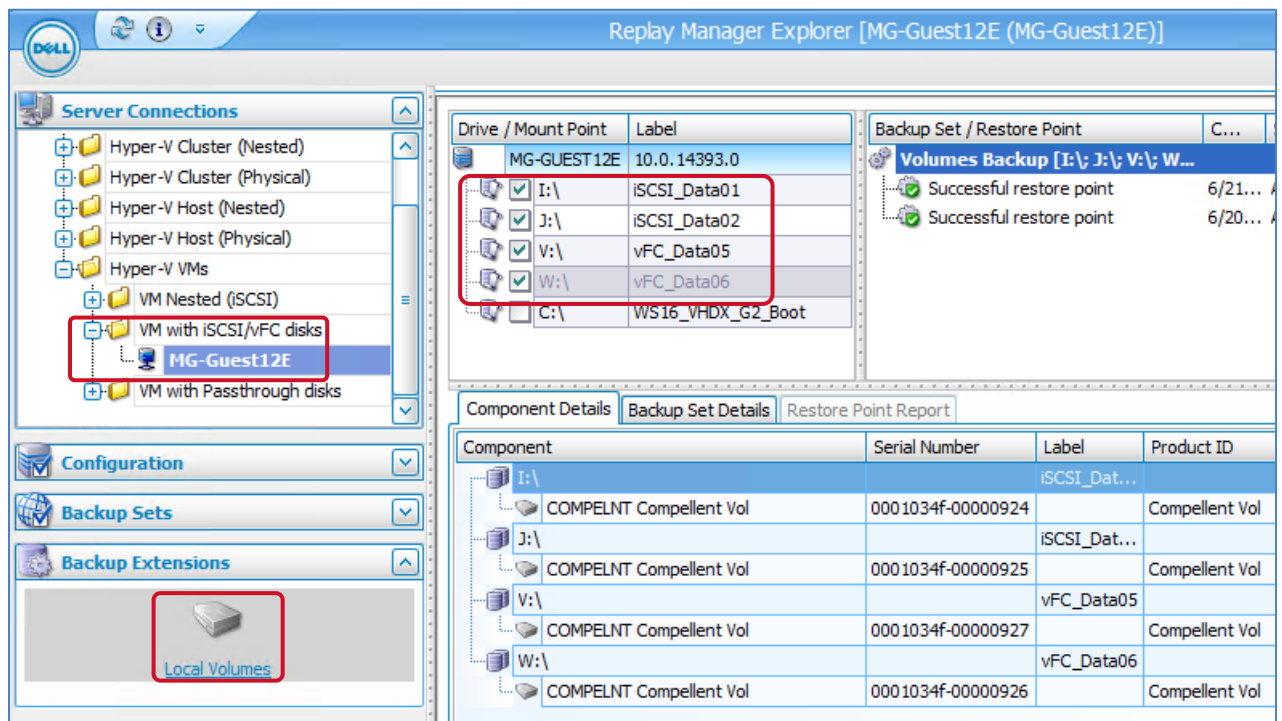 DELL
Replay Manager Explorer [MG-Guest12E (MG-Guest12E)]
Server Connections
Hyper-V Cluster (Nested)
Hyper-V Cluster (Physical)
Hyper-V Host (Nested)
Hyper-V Host (Physical)
Hyper-V VMs
VM Nested (iSCSI)
VM with iSCSI/vFC disks
MG-Guest12E
VM with Passthrough disks
Configuration
Backup Sets
Backup Extensions
Local Volumes
Drive / Mount Point Label
MG-GUEST12E 10.0.14393.0
I:\ iSCSI_Data01
J:\ iSCSI_Data02
V:\ vFC_Data05
W:\ vFC_Data06
C:\ WS16_VHDX_G2_Boot
Backup Set / Restore Point C...
Volumes Backup [I:\; J:\; V:\; W...
Successful restore point 6/21...
Successful restore point 6/20...
Component Details Backup Set Details Restore Point Report
Component Serial Number Label Product ID
I:\ iSCSI_Dat...
COMPELNT Compellent Vol 0001034f-00000924 Compellent Vol
J:\ iSCSI_Dat...
COMPELNT Compellent Vol 0001034f-00000925 Compellent Vol
V:\ vFC_Data05
COMPELNT Compellent Vol 0001034f-00000927 Compellent Vol
W:\ vFC_Data06
COMPELNT Compellent Vol 0001034f-00000926 Compellent Vol